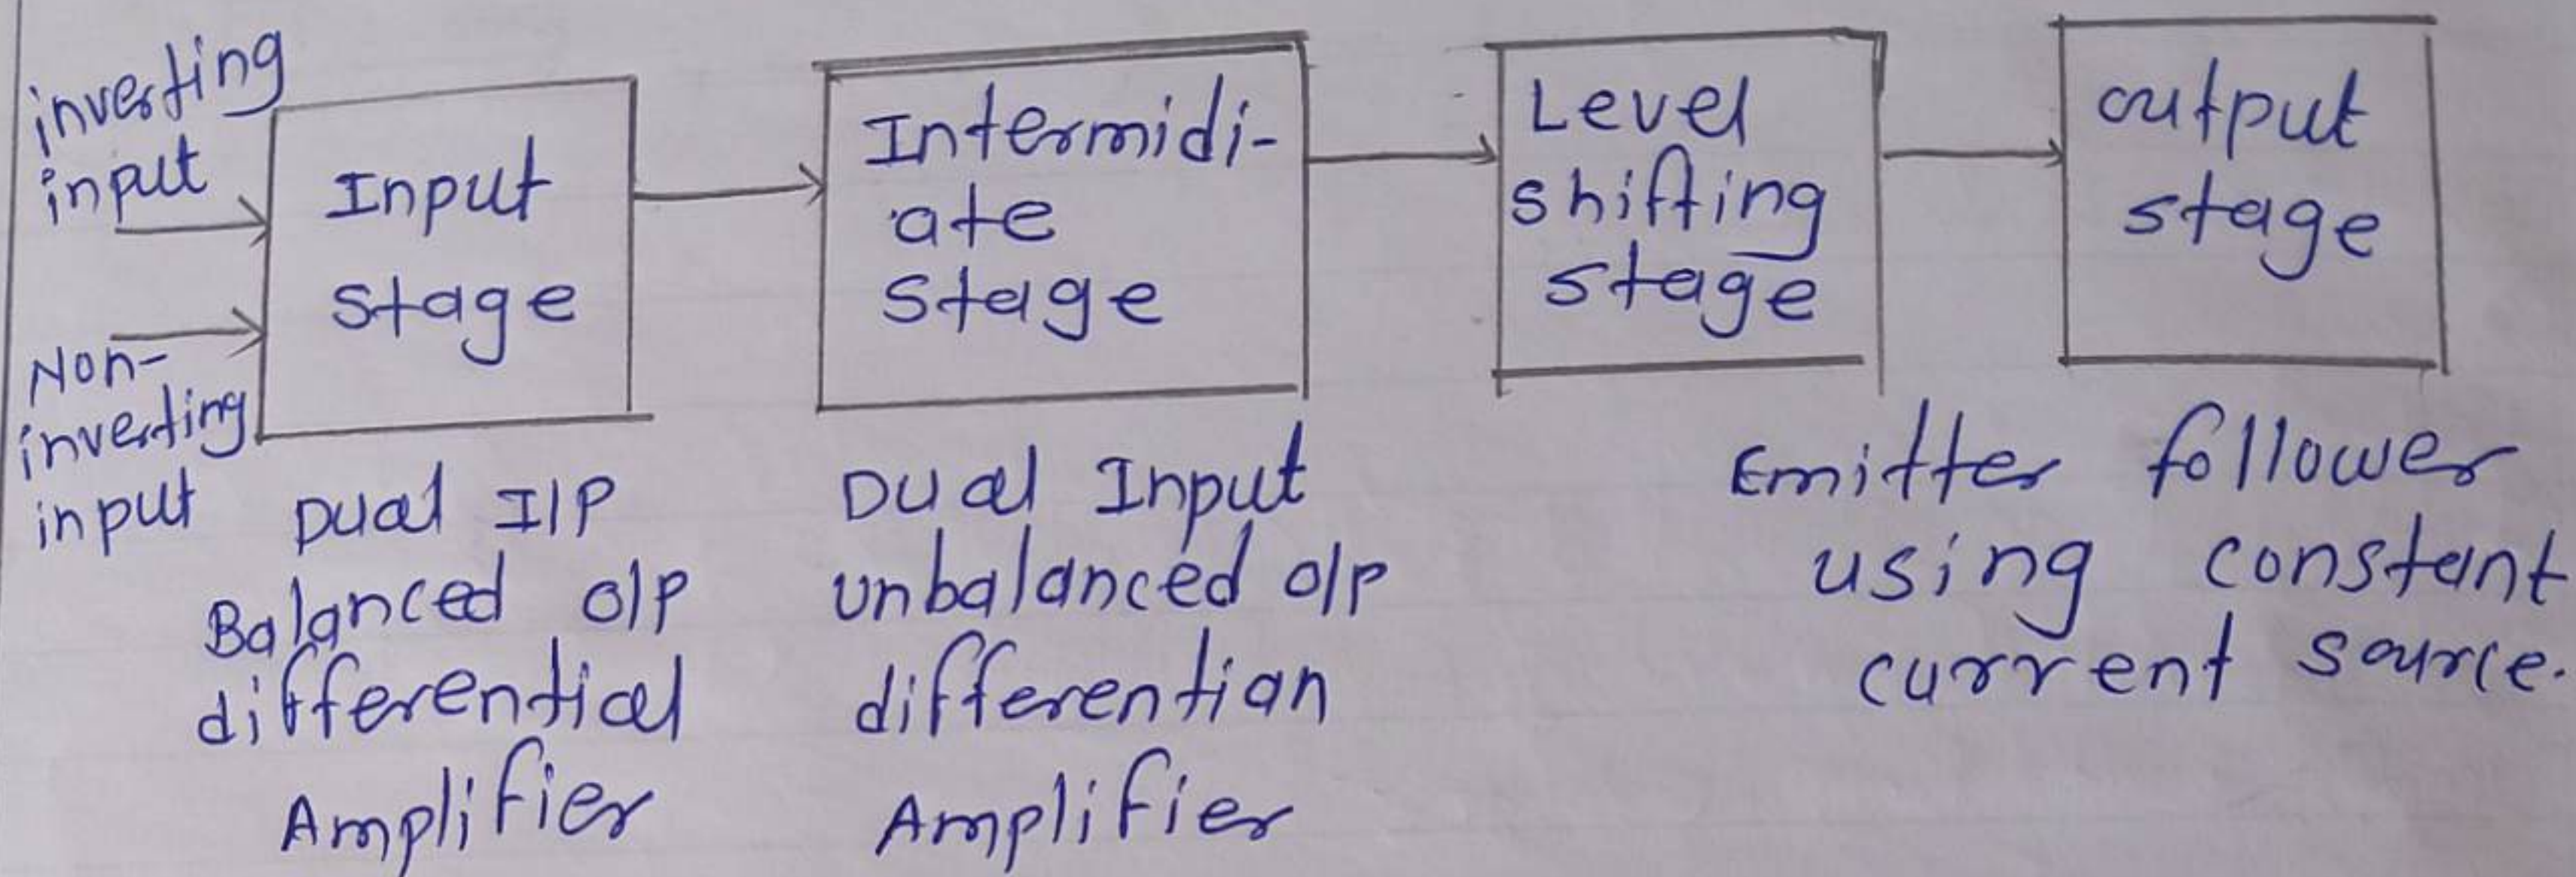 inverting
input
Non-
inverting
input
Input
stage
Dual I/P
Balanced o/p
differential
Amplifier
Intermidi-
ate
stage
Dual Input
unbalanced o/p
differentian
Amplifier
Level
shifting
stage
output
stage
Emitter follower
using constant
current source.